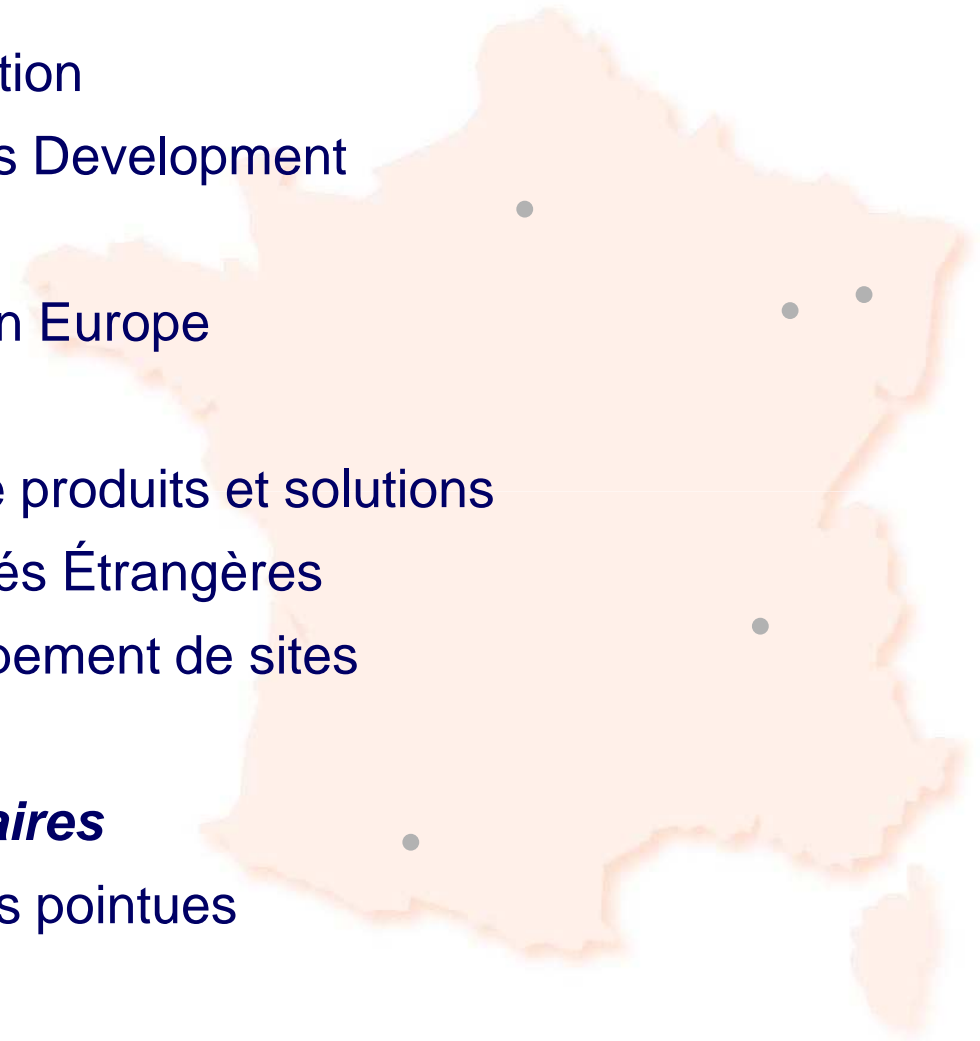 tion
s Development
n Europe
e produits et solutions
és Étrangères
pement de sites
aires
s pointues